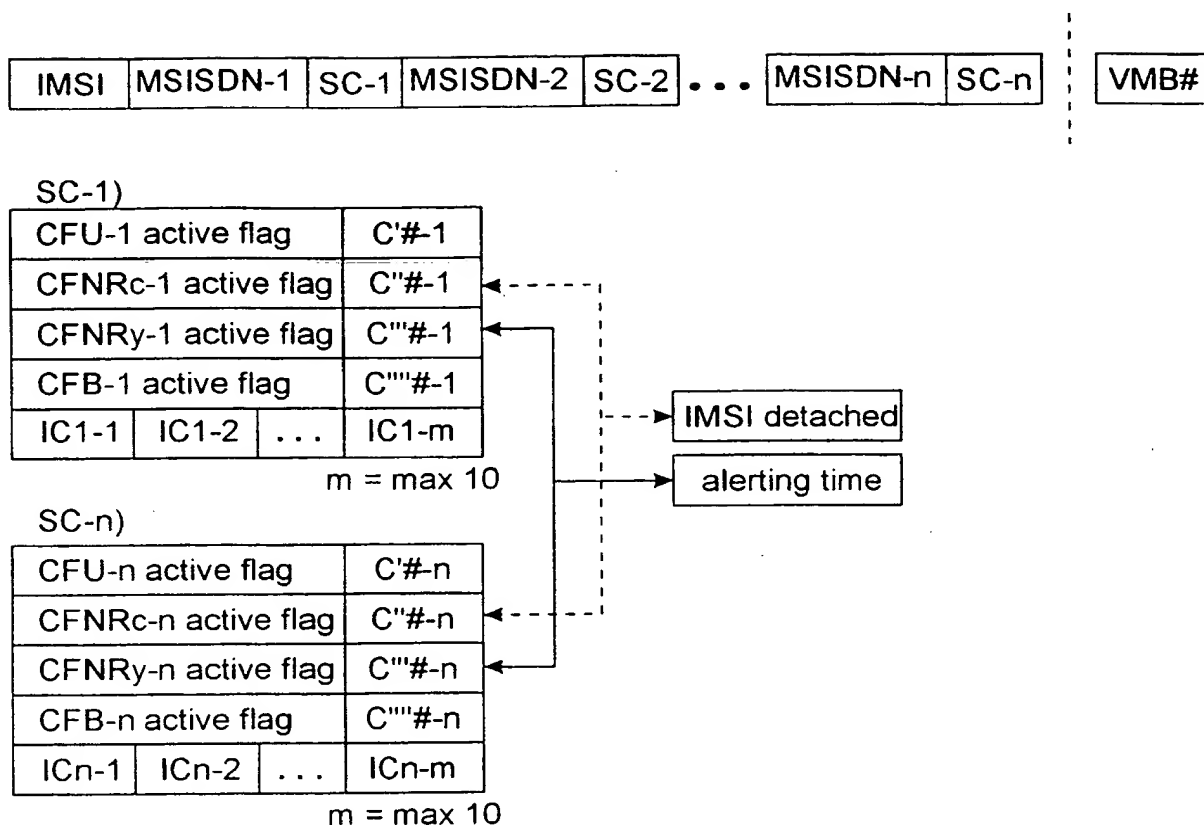 IMSI MSISDN-1 SC-1 MSISDN-2 SC-2 ... MSISDN-n SC-n VMB#
SC-1)
CFU-1 active flag C'#-1
CFNRc-1 active flag C"#-1
CFNRy-1 active flag C'"#-1
CFB-1 active flag C""#-1
IC1-1 IC1-2 ... IC1-m
m = max 10
IMSI detached
alerting time
SC-n)
CFU-n active flag C'#-n
CFNRc-n active flag C"#-n
CFNRy-n active flag C'"#-n
CFB-n active flag C""#-n
ICn-1 ICn-2 ... ICn-m
m = max 10